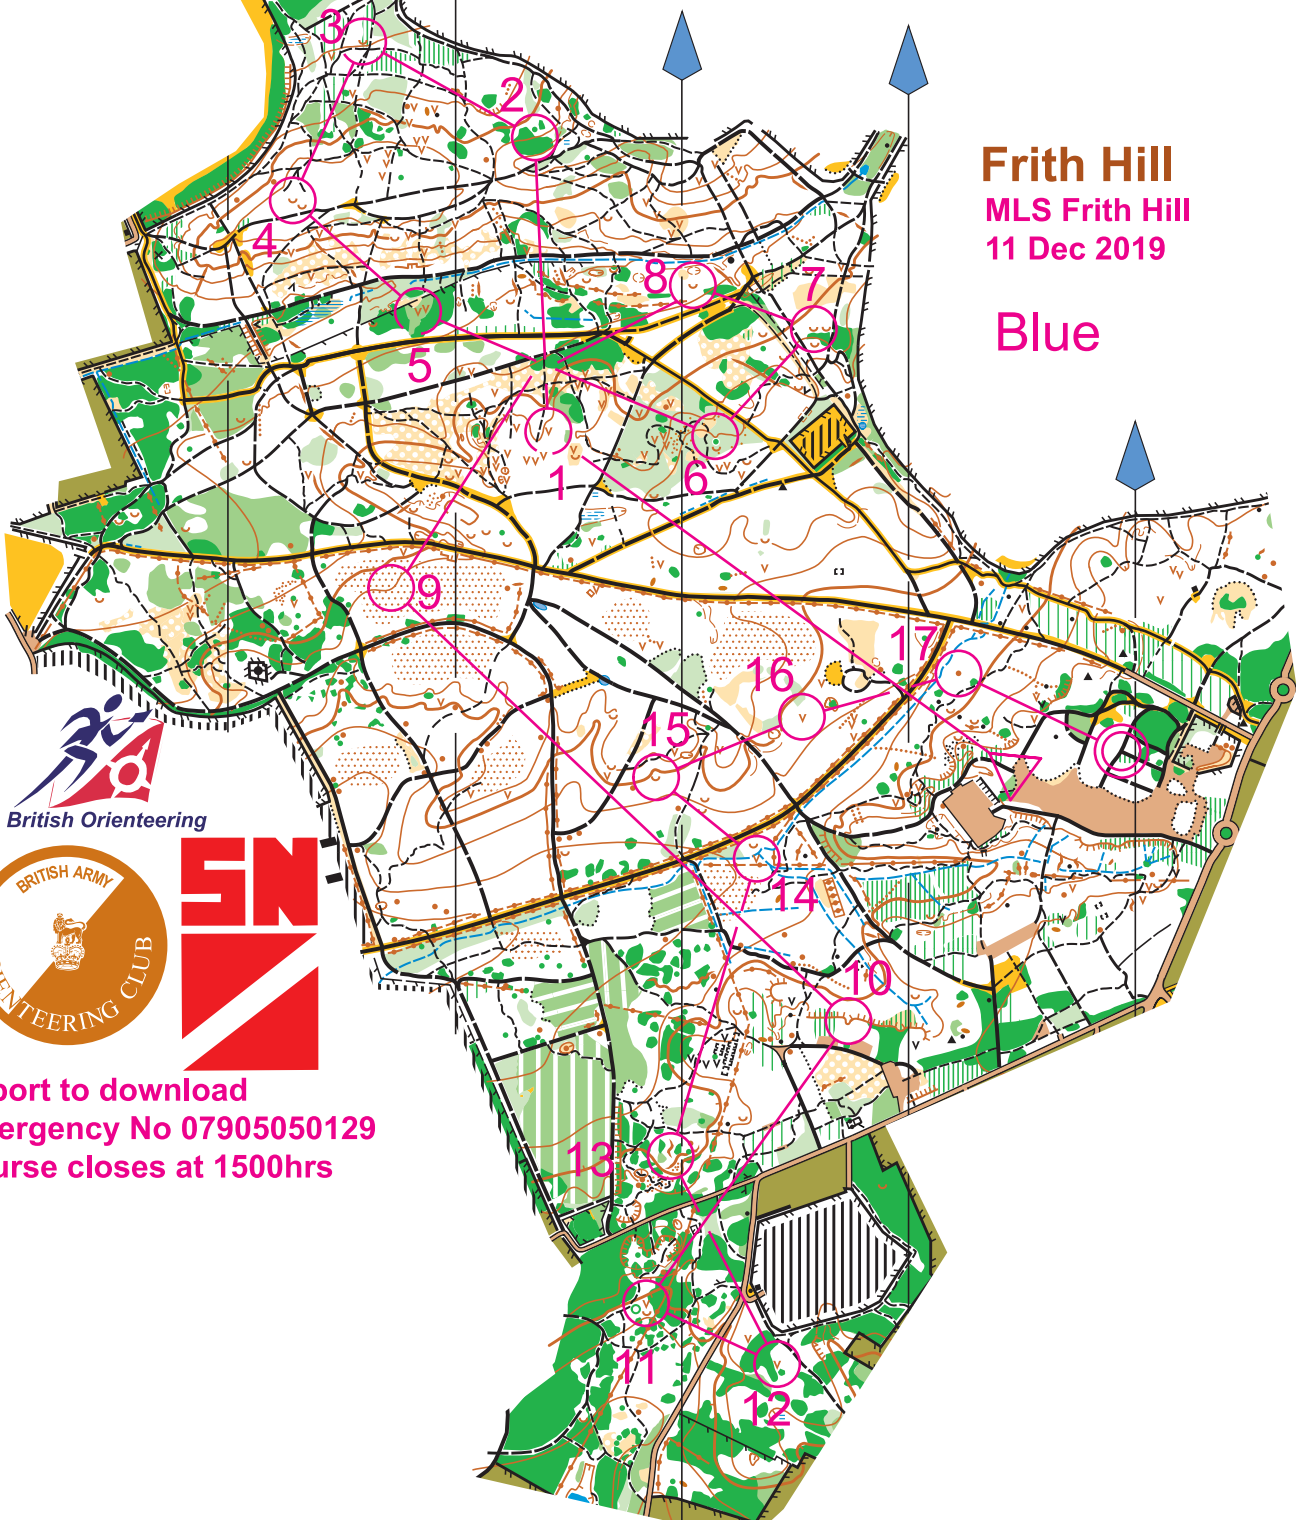 Frith Hill
MLS Frith Hill
11 Dec 2019
Blue
3
2
4
8
7
5
6
1
9
17
16
15
14
10
13
11
12
British Orienteering
BRITISH ARMY
ENTEERING CLUB
SN
port to download
ergency No 07905050129
urse closes at 1500hrs